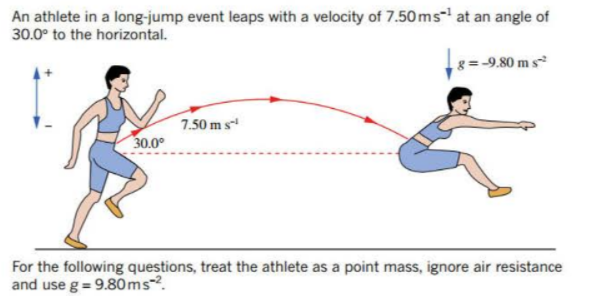 An athlete in a long-jump event leaps with a velocity of 7.50 m s⁻¹ at an angle of
30.0° to the horizontal.
+
g = -9.80 m s⁻²
7.50 m s⁻¹
–
30.0°
For the following questions, treat the athlete as a point mass, ignore air resistance
and use g = 9.80 m s⁻².